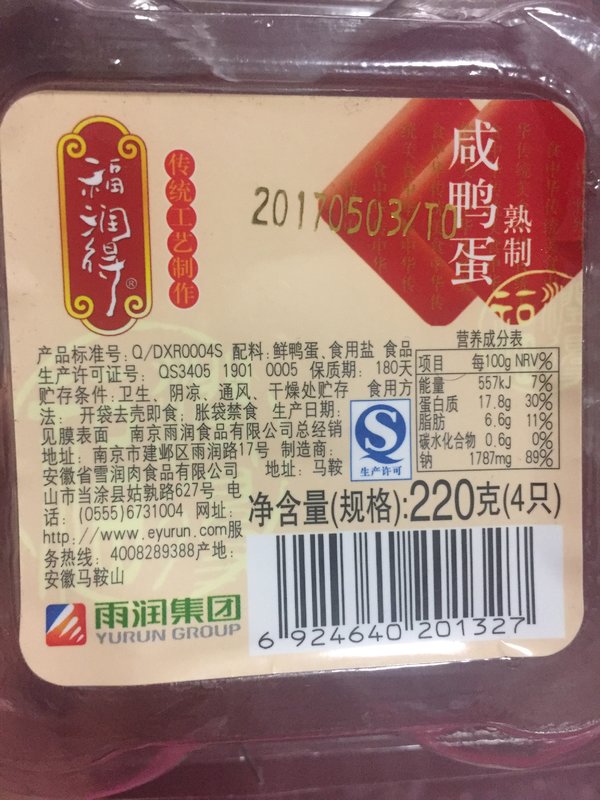 福润得®
传统工艺制作
20170503/T0
咸鸭蛋
熟制
产品标准号: Q/DXR0004S 配料: 鲜鸭蛋、食用盐 食品
生产许可证号: QS3405 1901 0005 保质期: 180天
贮存条件: 卫生、阴凉、通风、干燥处贮存 食用方
法: 开袋去壳即食; 胀袋禁食 生产日期:
见膜表面 南京雨润食品有限公司总经销
地址: 南京市建邺区雨润路17号 制造商:
安徽省雪润肉食品有限公司 地址: 马鞍
山市当涂县姑孰路627号 电
话: (0555)6731004 网址:
http://www.eyurun.com服
务热线: 4008289388产地:
安徽马鞍山
营养成分表
项目 每100g NRV%
能量 557kJ 7%
蛋白质 17.8g 30%
脂肪 6.6g 11%
碳水化合物 0.6g 0%
钠 1787mg 89%
生产许可
净含量(规格):220克(4只)
雨润集团
YURUN GROUP
6 924640 201327